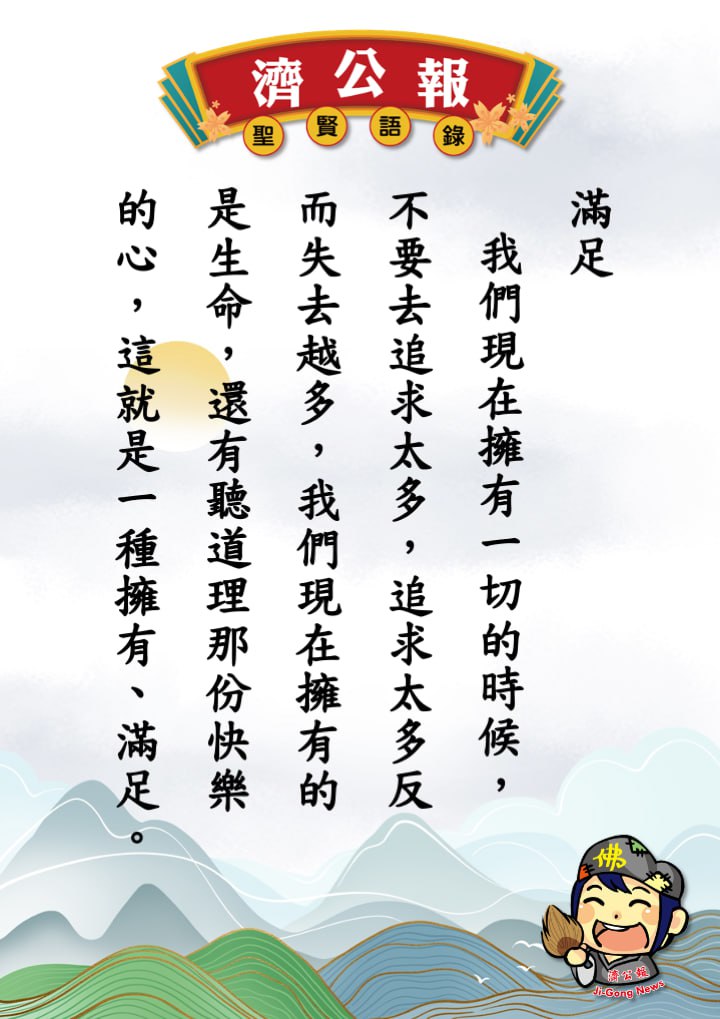 濟公報
聖賢語錄
滿足
我們現在擁有一切的時候，
不要去追求太多，追求太多反
而失去越多，我們現在擁有的
是生命，還有聽道理那份快樂
的心，這就是一種擁有、滿足。
佛
濟公報
Ji-Gong News